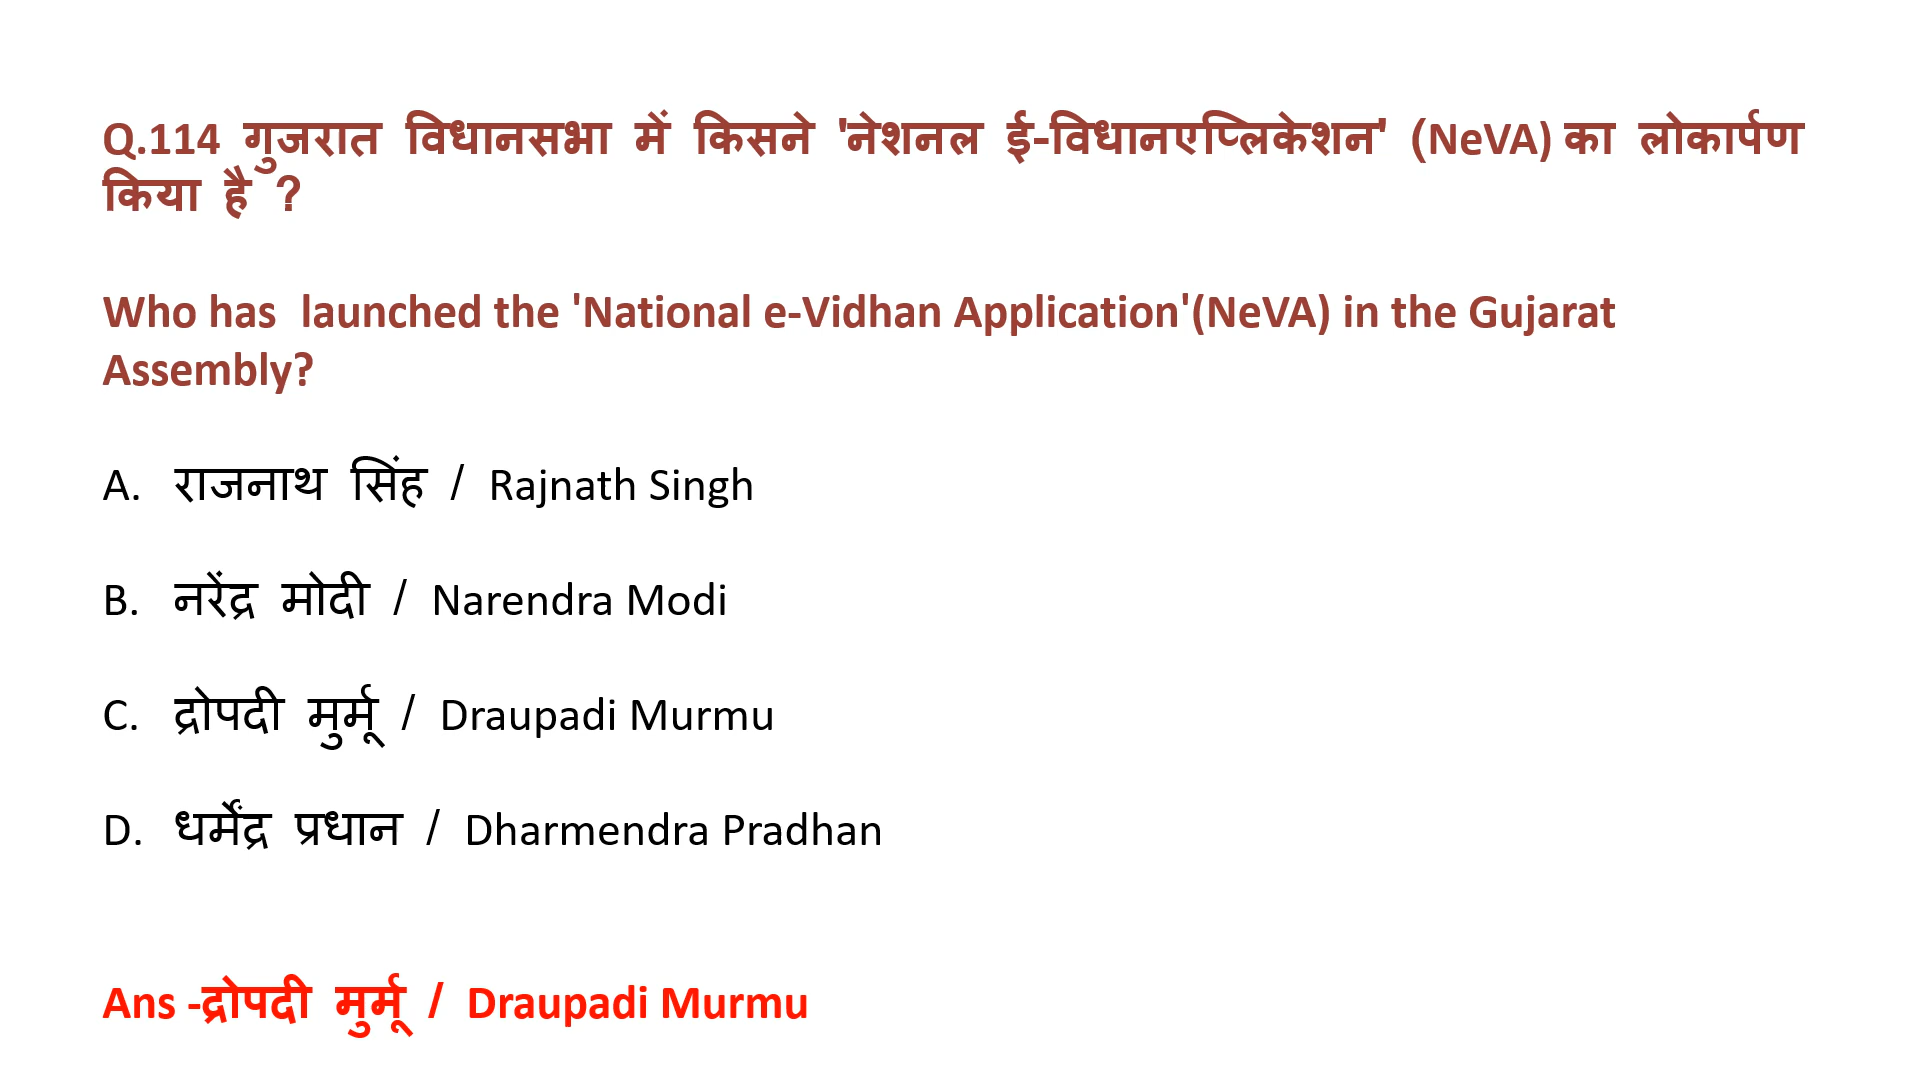 Q.114 गुजरात विधानसभा में किसने 'नेशनल ई-विधानएप्लिकेशन' (NeVA) का लोकार्पण
किया है ?
Who has launched the 'National e-Vidhan Application'(NeVA) in the Gujarat
Assembly?
A. राजनाथ सिंह / Rajnath Singh
B. नरेंद्र मोदी / Narendra Modi
C. द्रोपदी मुर्मू / Draupadi Murmu
D. धर्मेंद्र प्रधान / Dharmendra Pradhan
Ans -द्रोपदी मुर्मू / Draupadi Murmu